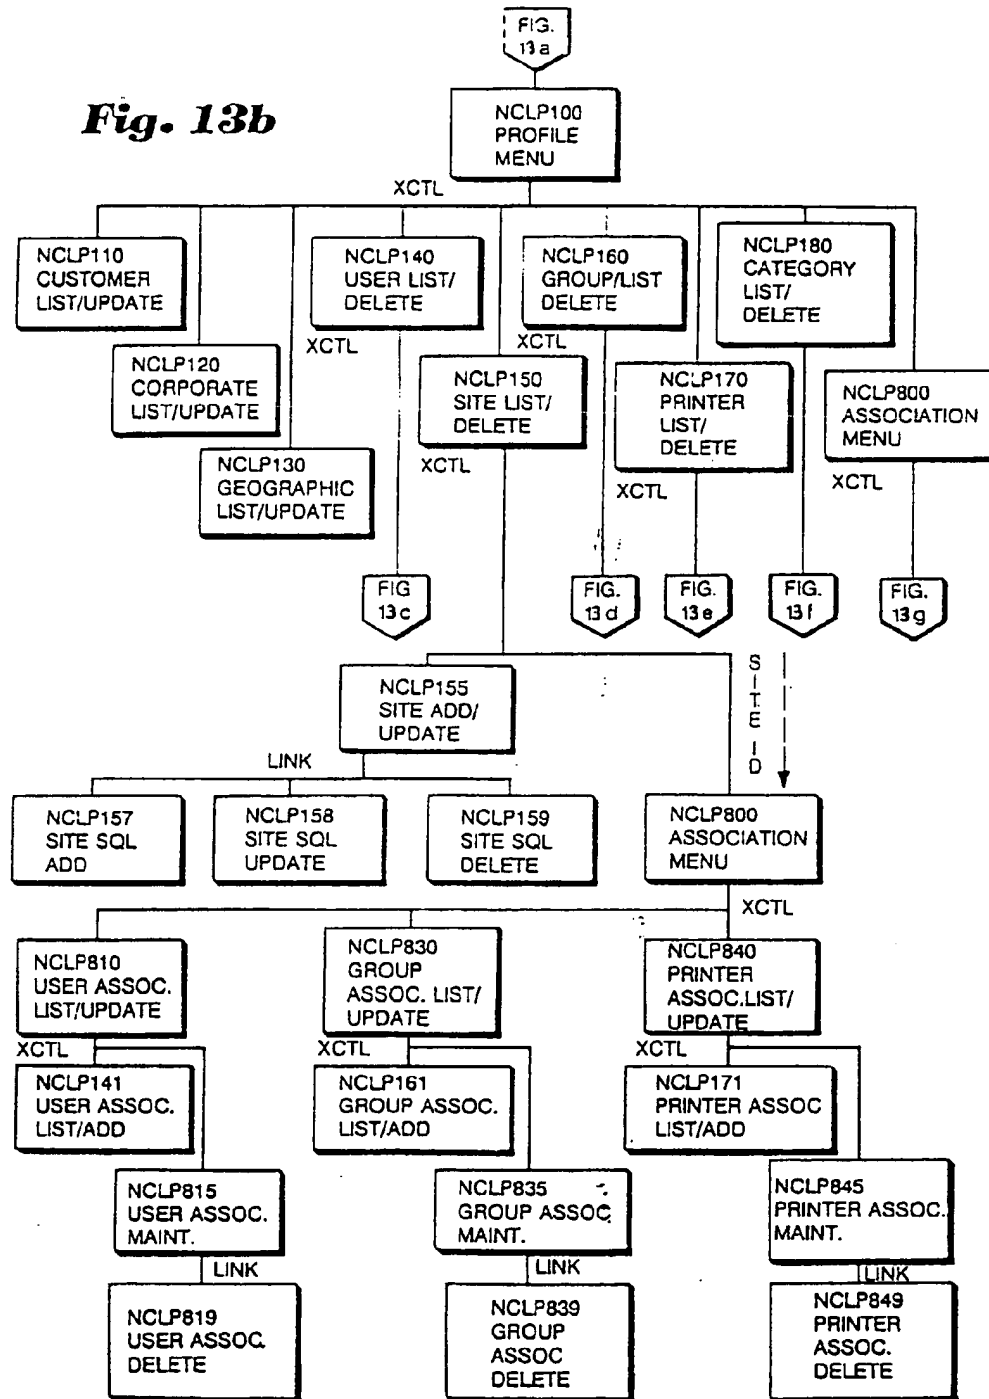 FIG.
13a
Fig. 13b
NCLP100
PROFILE
MENU
XCTL
NCLP110
CUSTOMER
LIST/UPDATE
XCTL
NCLP140
USER LIST/
DELETE
XCTL
NCLP160
GROUP/LIST
DELETE
NCLP180
CATEGORY
LIST/
DELETE
XCTL
XCTL
XCTL
NCLP120
CORPORATE
LIST/UPDATE
NCLP150
SITE LIST/
DELETE
NCLP170
PRINTER
LIST/
DELETE
NCLP800
ASSOCIATION
MENU
NCLP130
GEOGRAPHIC
LIST/UPDATE
XCTL
XCTL
XCTL
FIG
13c
FIG.
13d
FIG.
13e
FIG.
13f
FIG.
13g
NCLP155
SITE ADD/
UPDATE
SITE ID
LINK
NCLP157
SITE SQL
ADD
NCLP158
SITE SQL
UPDATE
NCLP159
SITE SQL
DELETE
NCLP800
ASSOCIATION
MENU
XCTL
NCLP810
USER ASSOC.
LIST/UPDATE
NCLP830
GROUP
ASSOC. LIST/
UPDATE
NCLP840
PRINTER
ASSOC.LIST/
UPDATE
XCTL
XCTL
XCTL
NCLP141
USER ASSOC.
LIST/ADD
NCLP161
GROUP ASSOC.
LIST/ADD
NCLP171
PRINTER ASSOC
LIST/ADD
NCLP815
USER ASSOC.
MAINT.
NCLP835
GROUP ASSOC
MAINT.
NCLP845
PRINTER ASSOC.
MAINT.
LINK
LINK
LINK
NCLP819
USER ASSOC.
DELETE
NCLP839
GROUP
ASSOC
DELETE
NCLP849
PRINTER
ASSOC.
DELETE